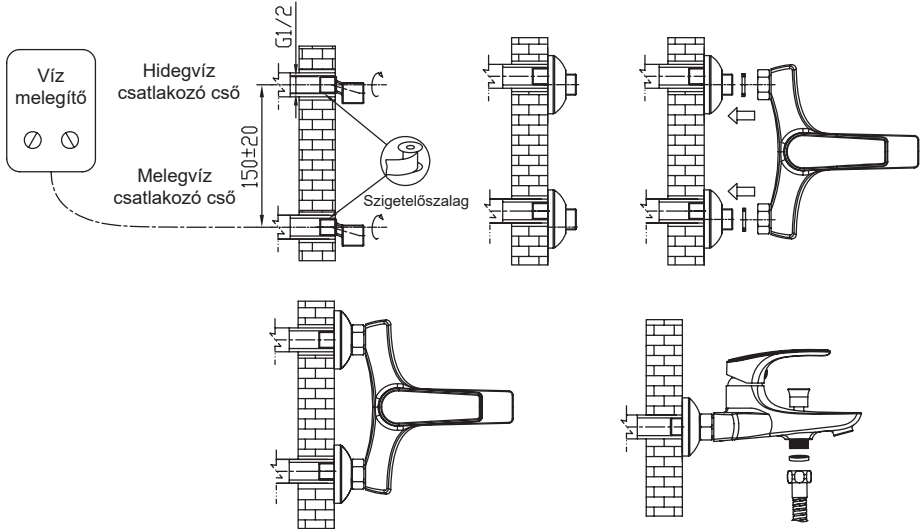 G1/2
Víz
melegítő
Hidegvíz
csatlakozó cső
150±20
Melegvíz
csatlakozó cső
Szigetelőszalag